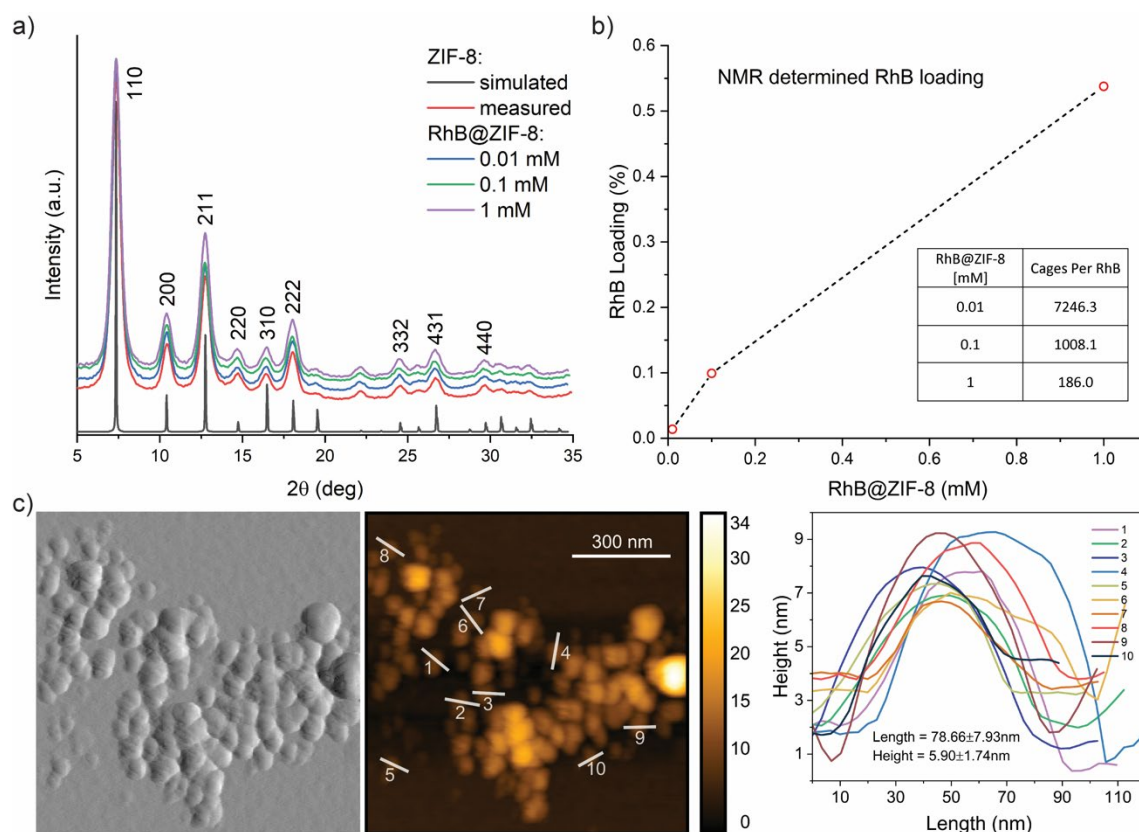 a)
Intensity (a.u.)
110
200
211
220
310
222
332
431
440
ZIF-8:
simulated
measured
RhB@ZIF-8:
0.01 mM
0.1 mM
1 mM
5 10 15 20 25 30 35
2θ (deg)
b)
NMR determined RhB loading
RhB Loading (%)
0.6
0.5
0.4
0.3
0.2
0.1
0.0
RhB@ZIF-8 [mM] Cages Per RhB
0.01 7246.3
0.1 1008.1
1 186.0
0.0 0.2 0.4 0.6 0.8 1.0
RhB@ZIF-8 (mM)
c)
300 nm
8
7
6
4
1
3
2
9
5
10
34
30
25
20
15
10
0
Height (nm)
9
7
5
3
1
1
2
3
4
5
6
7
8
9
10
Length = 78.66±7.93nm
Height = 5.90±1.74nm
10 30 50 70 90 110
Length (nm)